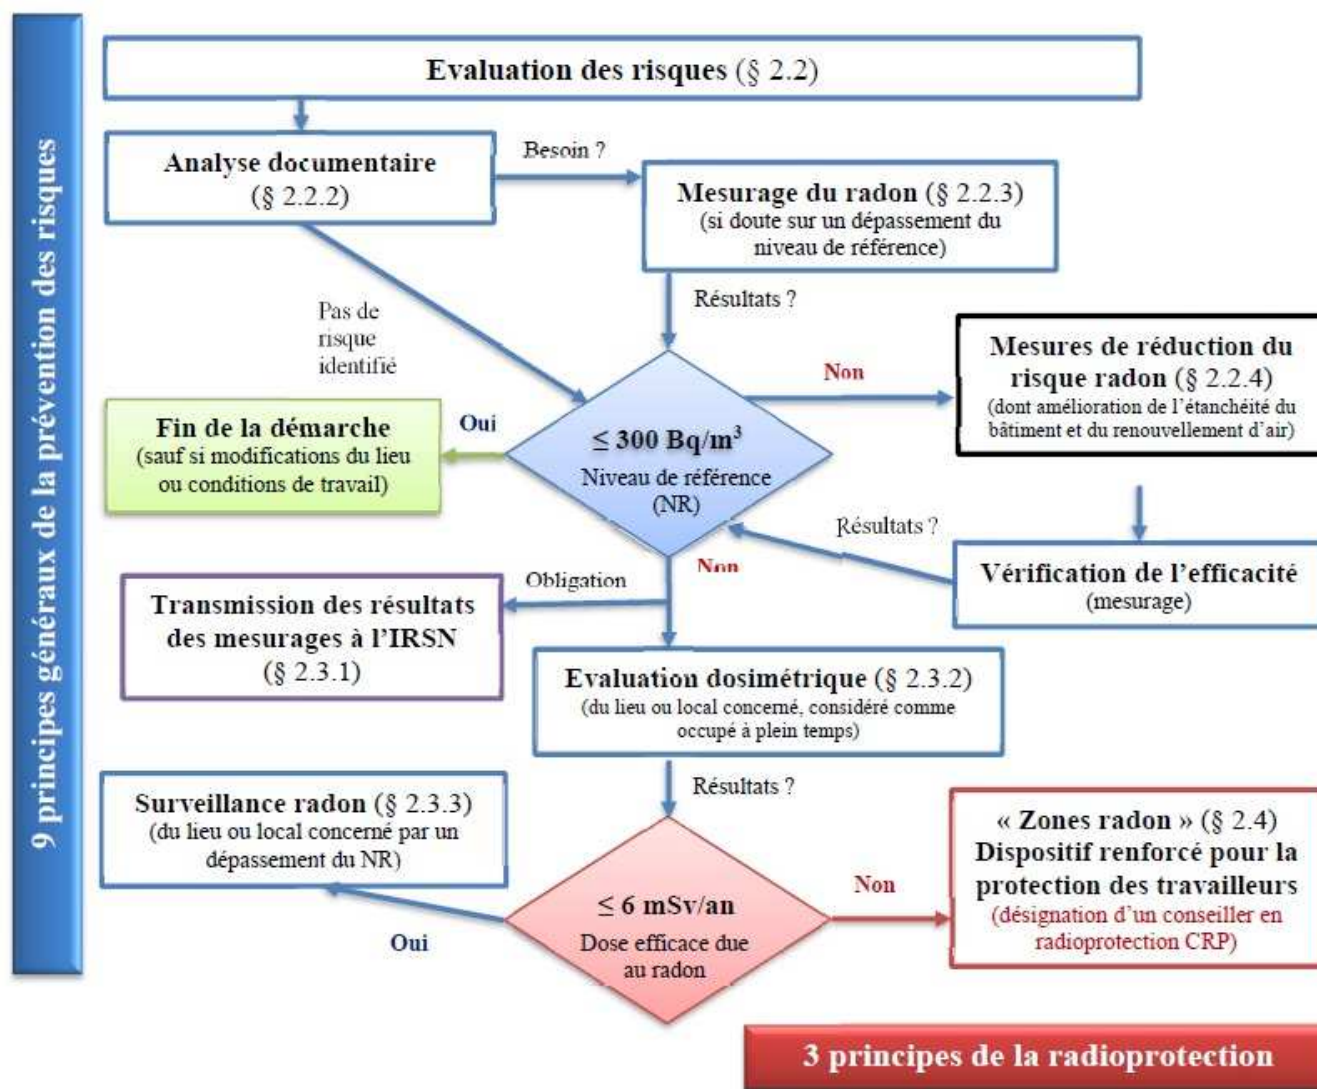 9 principes généraux de la prévention des risques
Evaluation des risques (§ 2.2)
Analyse documentaire
(§ 2.2.2)
Besoin ?
Mesurage du radon (§ 2.2.3)
(si doute sur un dépassement du
niveau de référence)
Résultats ?
Pas de
risque
identifié
Mesures de réduction du
risque radon (§ 2.2.4)
(dont amélioration de l'étanchéité du
bâtiment et du renouvellement d'air)
Non
Fin de la démarche
(sauf si modifications du lieu
ou conditions de travail)
Oui
≤ 300 Bq/m³
Niveau de référence
(NR)
Résultats ?
Vérification de l'efficacité
(mesurage)
Non
Obligation
Transmission des résultats
des mesurages à l'IRSN
(§ 2.3.1)
Evaluation dosimétrique (§ 2.3.2)
(du lieu ou local concerné, considéré comme
occupé à plein temps)
Résultats ?
Surveillance radon (§ 2.3.3)
(du lieu ou local concerné par un
dépassement du NR)
Oui
≤ 6 mSv/an
Dose efficace due
au radon
Non
« Zones radon » (§ 2.4)
Dispositif renforcé pour la
protection des travailleurs
(désignation d'un conseiller en
radioprotection CRP)
3 principes de la radioprotection